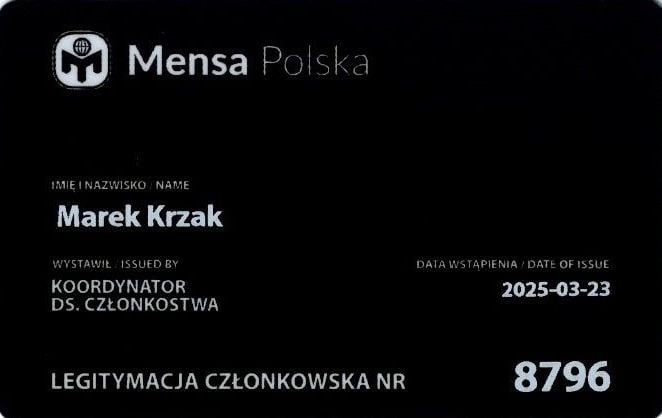 Mensa Polska
IMIĘ I NAZWISKO / NAME
Marek Krzak
WYSTAWIŁ / ISSUED BY
DATA WSTĄPIENIA / DATE OF ISSUE
KOORDYNATOR
DS. CZŁONKOSTWA
2025-03-23
LEGITYMACJA CZŁONKOWSKA NR
8796